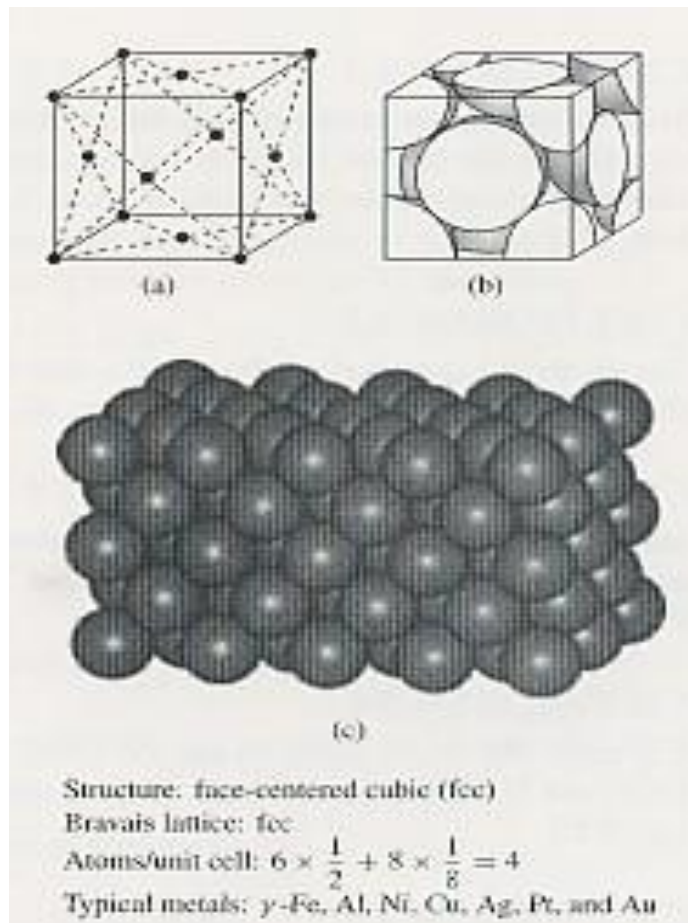 (a)
(b)
(c)
Structure: face-centered cubic (fcc)
Bravais lattice: fcc
Atoms/unit cell: 6 × 1/2 + 8 × 1/8 = 4
Typical metals: γ-Fe, Al, Ni, Cu, Ag, Pt, and Au